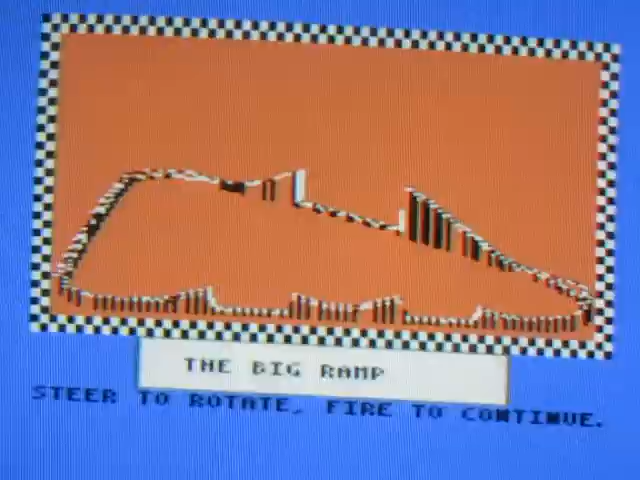 THE BIG RAMP
STEER TO ROTATE, FIRE TO CONTINUE.